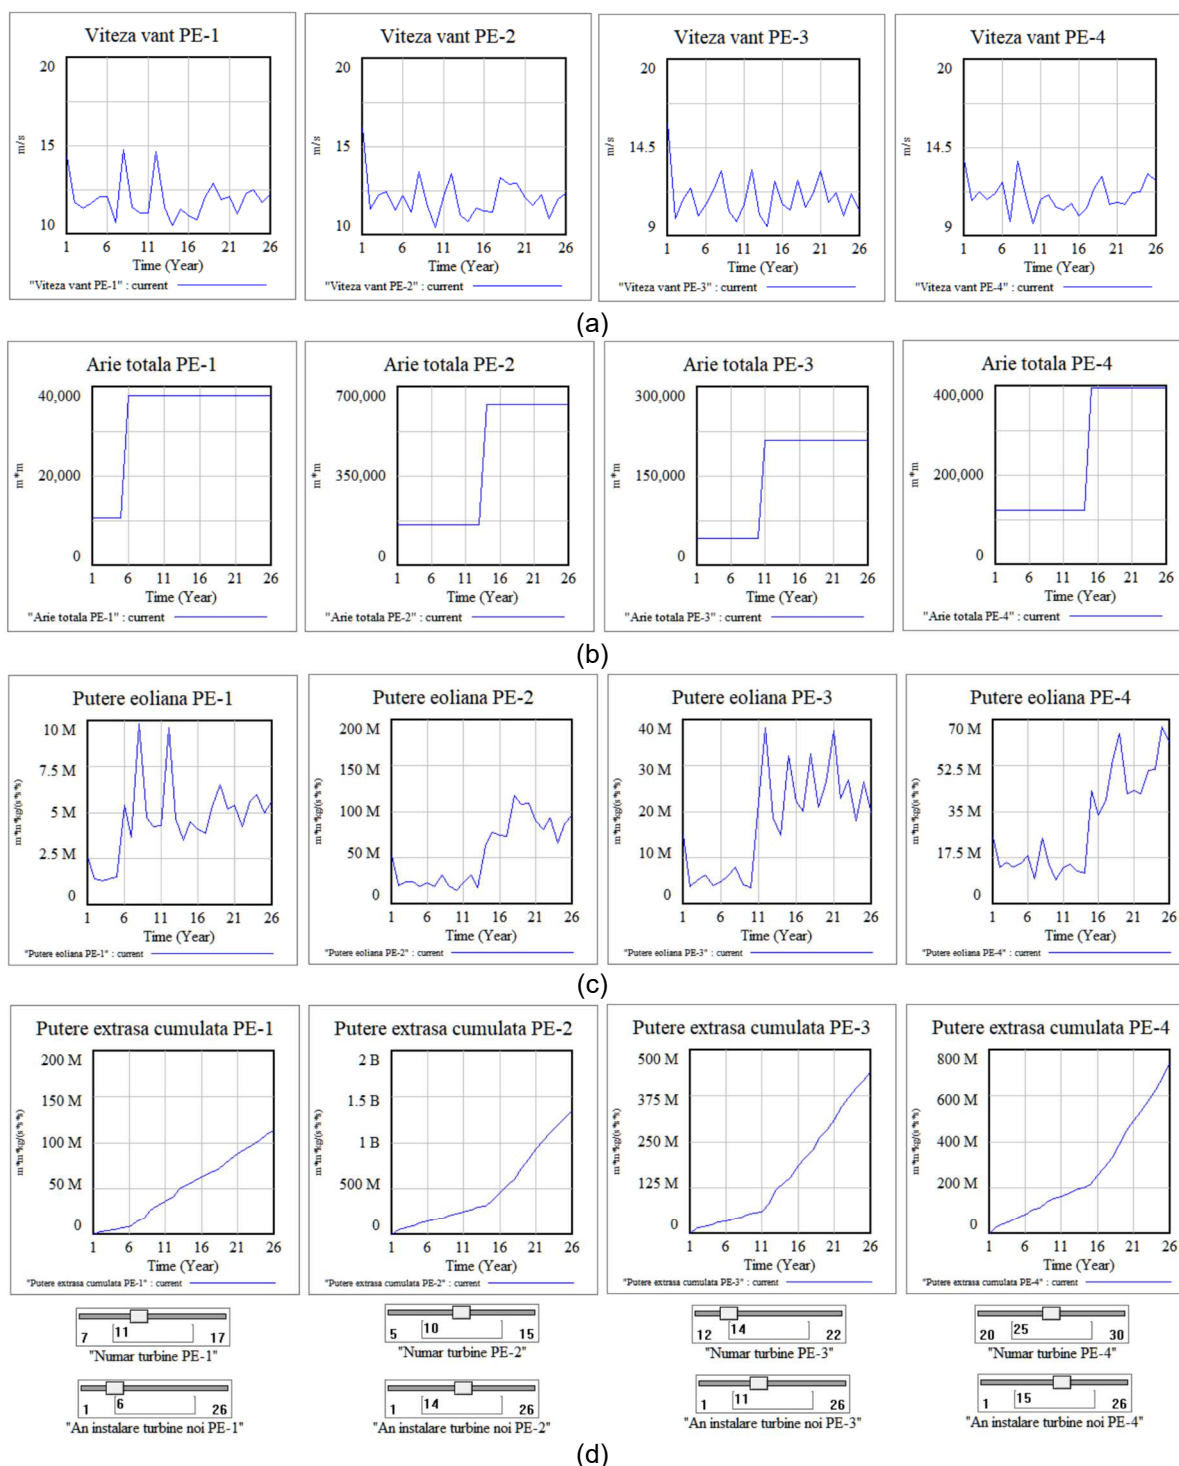 Viteza vant PE-1
20
15
10
m/s
1 6 11 16 21 26
Time (Year)
"Viteza vant PE-1" : current
Viteza vant PE-2
20
15
10
m/s
1 6 11 16 21 26
Time (Year)
"Viteza vant PE-2" : current
Viteza vant PE-3
20
14.5
9
m/s
1 6 11 16 21 26
Time (Year)
"Viteza vant PE-3" : current
Viteza vant PE-4
20
14.5
9
m/s
1 6 11 16 21 26
Time (Year)
"Viteza vant PE-4" : current
(a)
Arie totala PE-1
40,000
20,000
0
m*m
1 6 11 16 21 26
Time (Year)
"Arie totala PE-1" : current
Arie totala PE-2
700,000
350,000
0
m*m
1 6 11 16 21 26
Time (Year)
"Arie totala PE-2" : current
Arie totala PE-3
300,000
150,000
0
m*m
1 6 11 16 21 26
Time (Year)
"Arie totala PE-3" : current
Arie totala PE-4
400,000
200,000
0
m*m
1 6 11 16 21 26
Time (Year)
"Arie totala PE-4" : current
(b)
Putere eoliana PE-1
10 M
7.5 M
5 M
2.5 M
0
m*m*kg/(s*s*s)
1 6 11 16 21 26
Time (Year)
"Putere eoliana PE-1" : current
Putere eoliana PE-2
200 M
150 M
100 M
50 M
0
m*m*kg/(s*s*s)
1 6 11 16 21 26
Time (Year)
"Putere eoliana PE-2" : current
Putere eoliana PE-3
40 M
30 M
20 M
10 M
0
m*m*kg/(s*s*s)
1 6 11 16 21 26
Time (Year)
"Putere eoliana PE-3" : current
Putere eoliana PE-4
70 M
52.5 M
35 M
17.5 M
0
m*m*kg/(s*s*s)
1 6 11 16 21 26
Time (Year)
"Putere eoliana PE-4" : current
(c)
Putere extrasa cumulata PE-1
200 M
150 M
100 M
50 M
0
m*m*kg/(s*s*s)
1 6 11 16 21 26
Time (Year)
"Putere extrasa cumulata PE-1" : current
Putere extrasa cumulata PE-2
2 B
1.5 B
1 B
500 M
0
m*m*kg/(s*s*s)
1 6 11 16 21 26
Time (Year)
"Putere extrasa cumulata PE-2" : current
Putere extrasa cumulata PE-3
500 M
375 M
250 M
125 M
0
m*m*kg/(s*s*s)
1 6 11 16 21 26
Time (Year)
"Putere extrasa cumulata PE-3" : current
Putere extrasa cumulata PE-4
800 M
600 M
400 M
200 M
0
m*m*kg/(s*s*s)
1 6 11 16 21 26
Time (Year)
"Putere extrasa cumulata PE-4" : current
7 11 17
"Numar turbine PE-1"
5 10 15
"Numar turbine PE-2"
12 14 22
"Numar turbine PE-3"
20 25 30
"Numar turbine PE-4"
1 6 26
"An instalare turbine noi PE-1"
1 14 26
"An instalare turbine noi PE-2"
1 11 26
"An instalare turbine noi PE-3"
1 15 26
"An instalare turbine noi PE-4"
(d)